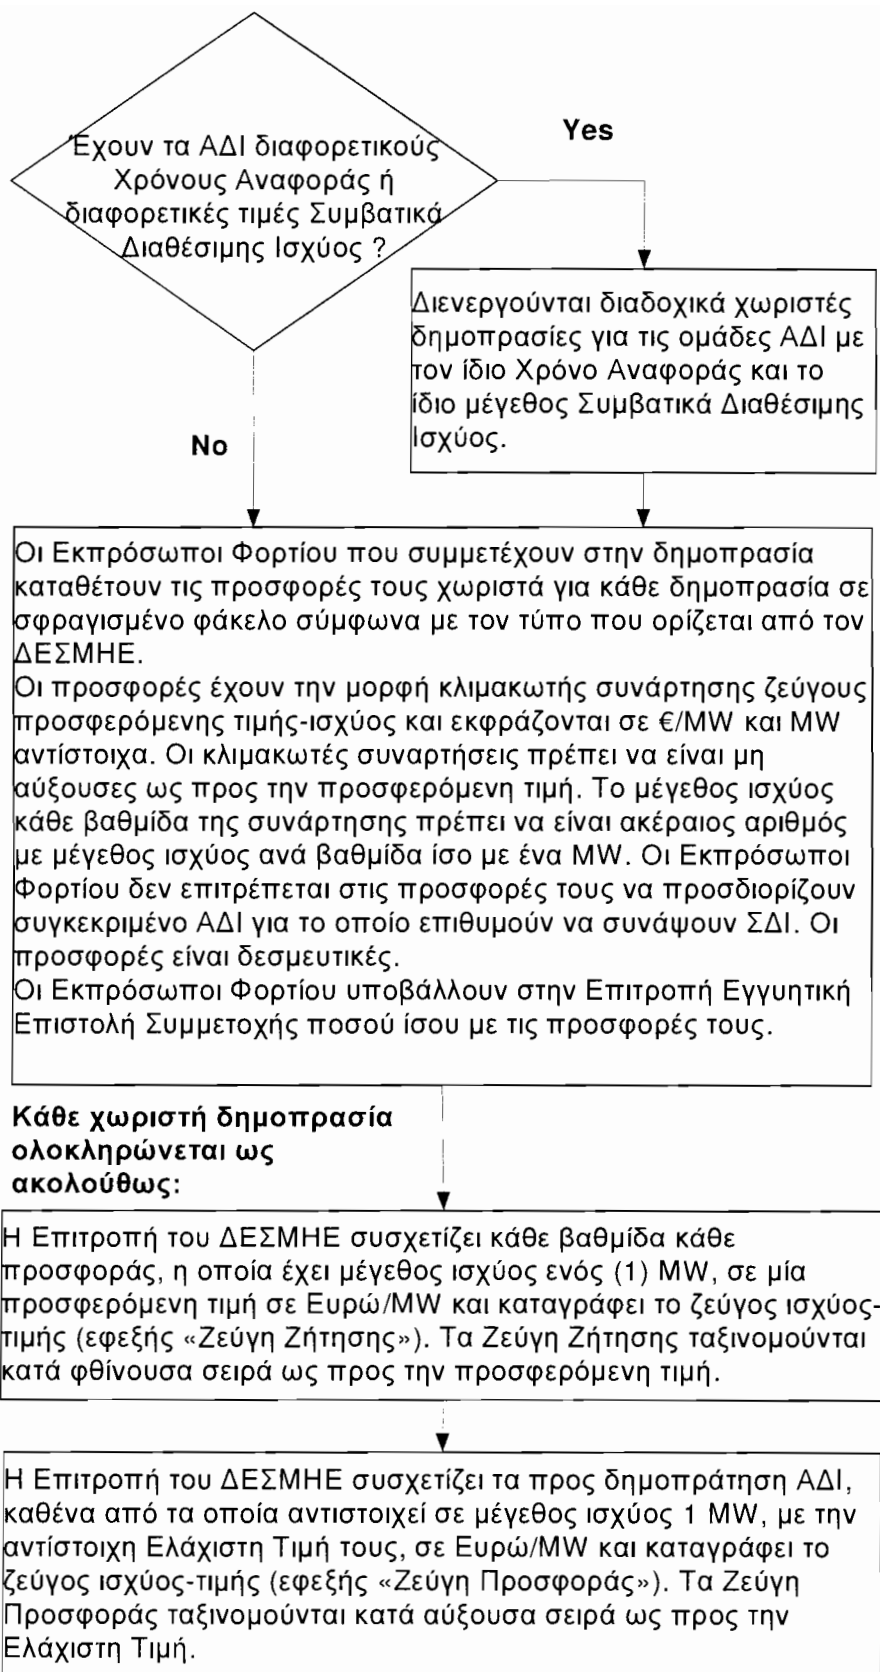 Έχουν τα ΑΔΙ διαφορετικούς
Χρόνους Αναφοράς ή
διαφορετικές τιμές Συμβατικά
Διαθέσιμης Ισχύος ?
Yes
Διενεργούνται διαδοχικά χωριστές
δημοπρασίες για τις ομάδες ΑΔΙ με
τον ίδιο Χρόνο Αναφοράς και το
ίδιο μέγεθος Συμβατικά Διαθέσιμης
Ισχύος.
No
Οι Εκπρόσωποι Φορτίου που συμμετέχουν στην δημοπρασία
καταθέτουν τις προσφορές τους χωριστά για κάθε δημοπρασία σε
σφραγισμένο φάκελο σύμφωνα με τον τύπο που ορίζεται από τον
ΔΕΣΜΗΕ.
Οι προσφορές έχουν την μορφή κλιμακωτής συνάρτησης ζεύγους
προσφερόμενης τιμής-ισχύος και εκφράζονται σε €/MW και MW
αντίστοιχα. Οι κλιμακωτές συναρτήσεις πρέπει να είναι μη
αύξουσες ως προς την προσφερόμενη τιμή. Το μέγεθος ισχύος
κάθε βαθμίδα της συνάρτησης πρέπει να είναι ακέραιος αριθμός
με μέγεθος ισχύος ανά βαθμίδα ίσο με ένα MW. Οι Εκπρόσωποι
Φορτίου δεν επιτρέπεται στις προσφορές τους να προσδιορίζουν
συγκεκριμένο ΑΔΙ για το οποίο επιθυμούν να συνάψουν ΣΔΙ. Οι
προσφορές είναι δεσμευτικές.
Οι Εκπρόσωποι Φορτίου υποβάλλουν στην Επιτροπή Εγγυητική
Επιστολή Συμμετοχής ποσού ίσου με τις προσφορές τους.
Κάθε χωριστή δημοπρασία
ολοκληρώνεται ως
ακολούθως:
Η Επιτροπή του ΔΕΣΜΗΕ συσχετίζει κάθε βαθμίδα κάθε
προσφοράς, η οποία έχει μέγεθος ισχύος ενός (1) MW, σε μία
προσφερόμενη τιμή σε Ευρώ/MW και καταγράφει το ζεύγος ισχύος-
τιμής (εφεξής «Ζεύγη Ζήτησης»). Τα Ζεύγη Ζήτησης ταξινομούνται
κατά φθίνουσα σειρά ως προς την προσφερόμενη τιμή.
Η Επιτροπή του ΔΕΣΜΗΕ συσχετίζει τα προς δημοπράτηση ΑΔΙ,
καθένα από τα οποία αντιστοιχεί σε μέγεθος ισχύος 1 MW, με την
αντίστοιχη Ελάχιστη Τιμή τους, σε Ευρώ/MW και καταγράφει το
ζεύγος ισχύος-τιμής (εφεξής «Ζεύγη Προσφοράς»). Τα Ζεύγη
Προσφοράς ταξινομούνται κατά αύξουσα σειρά ως προς την
Ελάχιστη Τιμή.